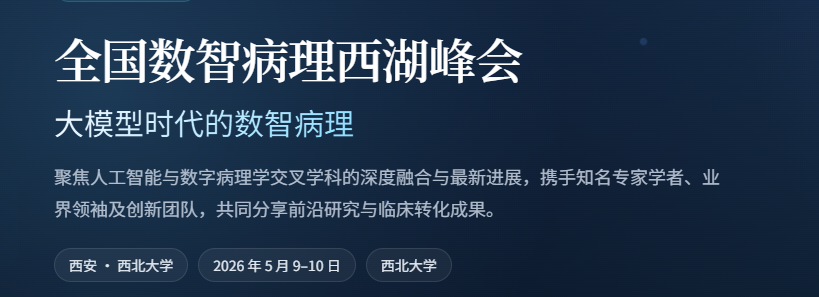 全国数智病理西湖峰会
大模型时代的数智病理
聚焦人工智能与数字病理学交叉学科的深度融合与最新进展，携手知名专家学者、业
界领袖及创新团队，共同分享前沿研究与临床转化成果。
西安 · 西北大学 2026 年 5 月 9–10 日 西北大学